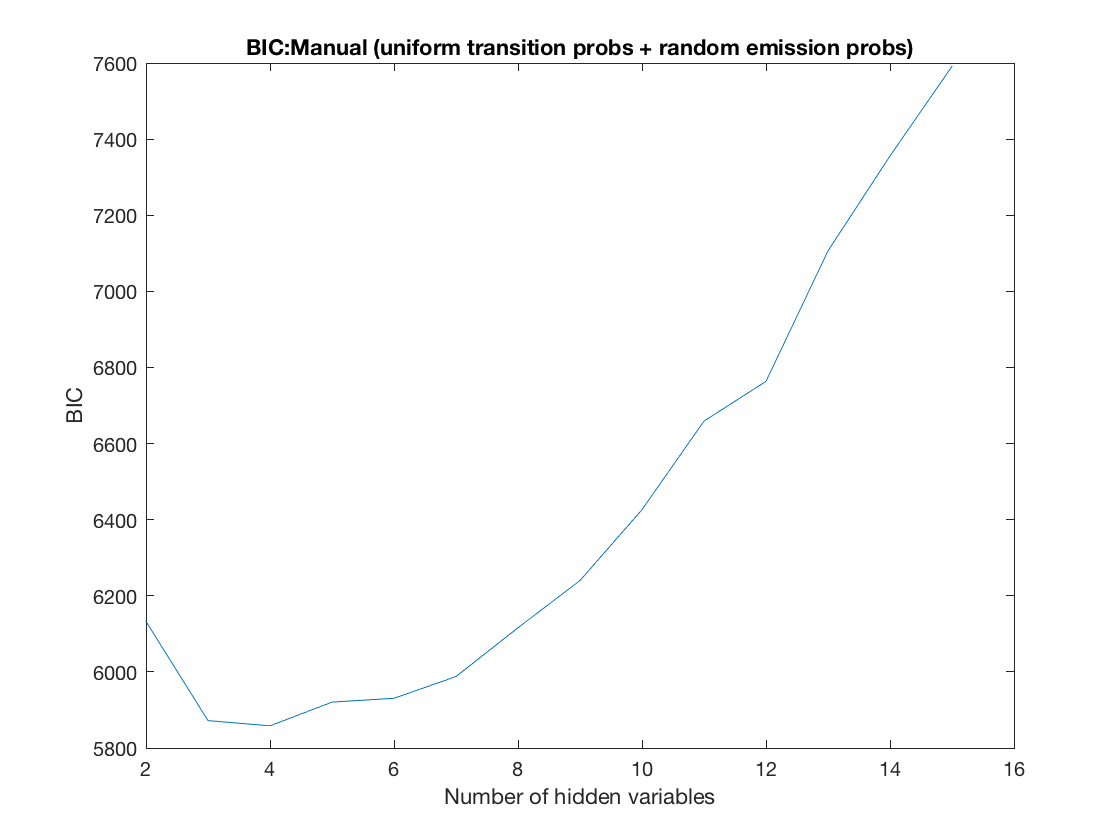 BIC:Manual (uniform transition probs + random emission probs)
7600
7400
7200
7000
6800
6600
6400
6200
6000
5800
BIC
2 4 6 8 10 12 14 16
Number of hidden variables